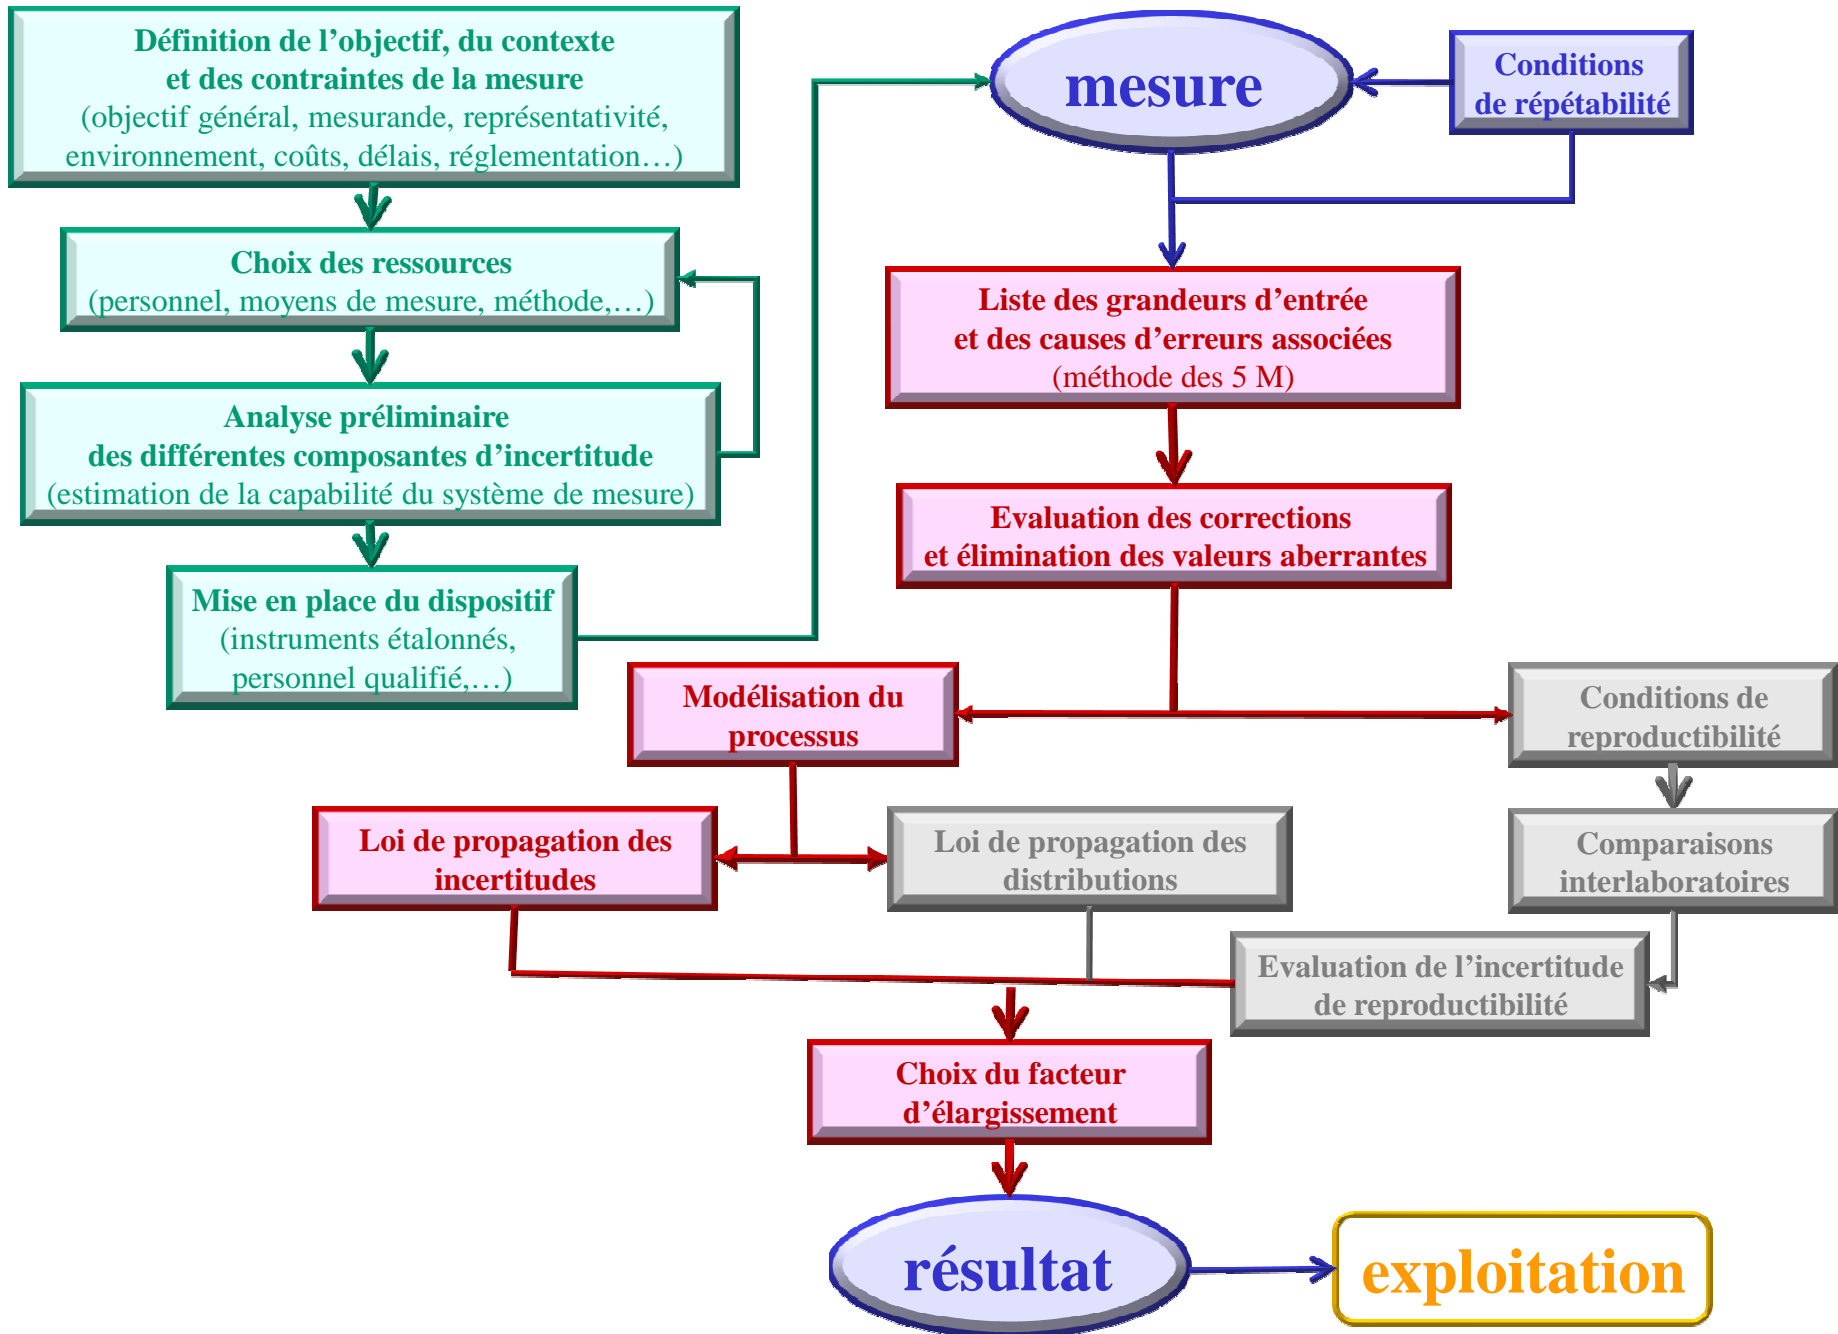 Définition de l’objectif, du contexte
et des contraintes de la mesure
(objectif général, mesurande, représentativité,
environnement, coûts, délais, réglementation…)
Choix des ressources
(personnel, moyens de mesure, méthode,…)
Analyse préliminaire
des différentes composantes d’incertitude
(estimation de la capabilité du système de mesure)
Mise en place du dispositif
(instruments étalonnés,
personnel qualifié,…)
mesure
Conditions
de répétabilité
Liste des grandeurs d’entrée
et des causes d’erreurs associées
(méthode des 5 M)
Evaluation des corrections
et élimination des valeurs aberrantes
Modélisation du
processus
Conditions de
reproductibilité
Loi de propagation des
incertitudes
Loi de propagation des
distributions
Comparaisons
interlaboratoires
Evaluation de l’incertitude
de reproductibilité
Choix du facteur
d’élargissement
résultat
exploitation